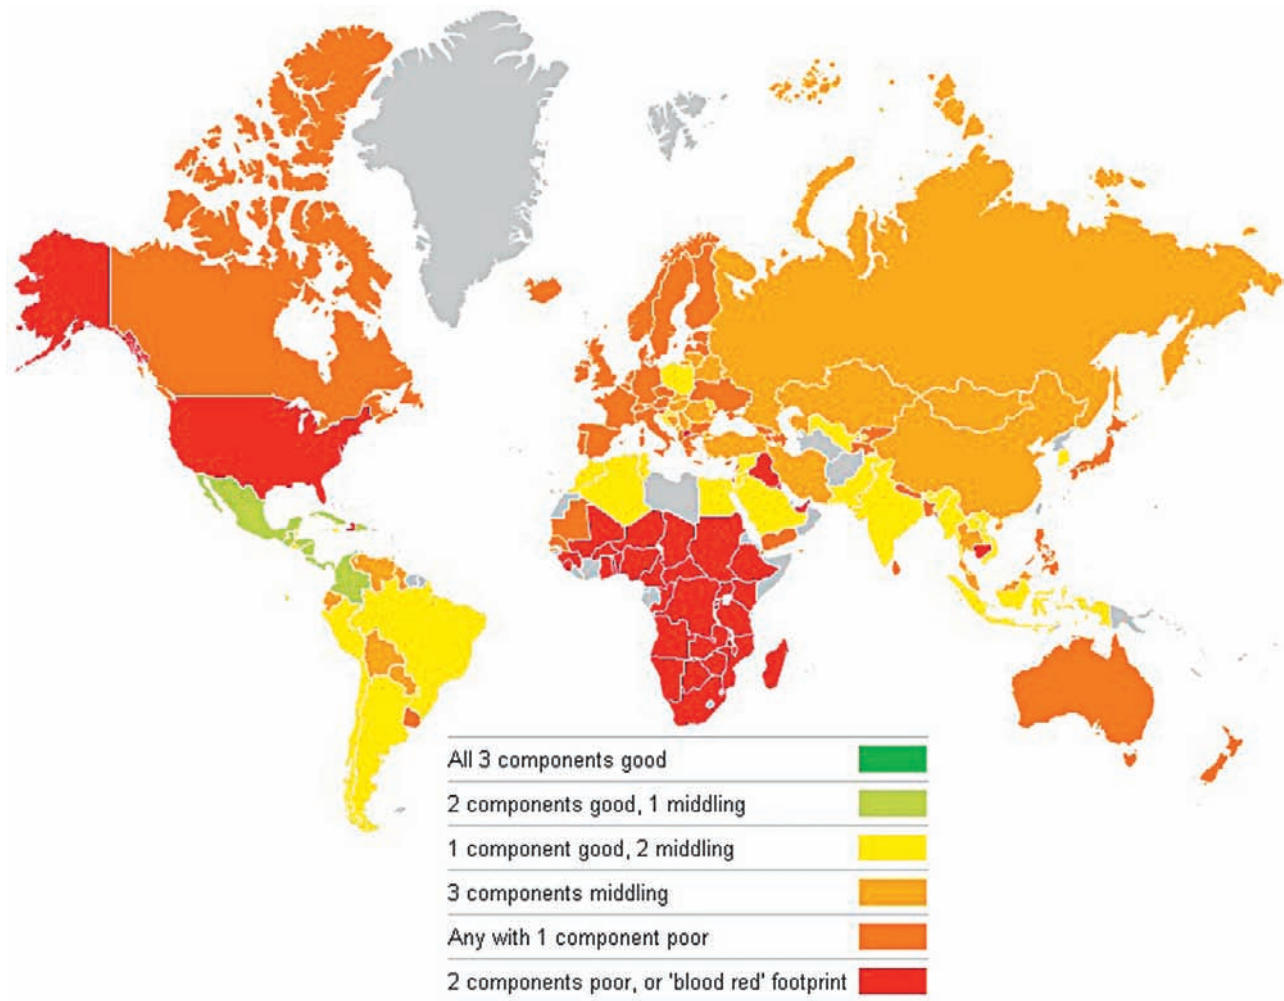 All 3 components good
2 components good, 1 middling
1 component good, 2 middling
3 components middling
Any with 1 component poor
2 components poor, or 'blood red' footprint